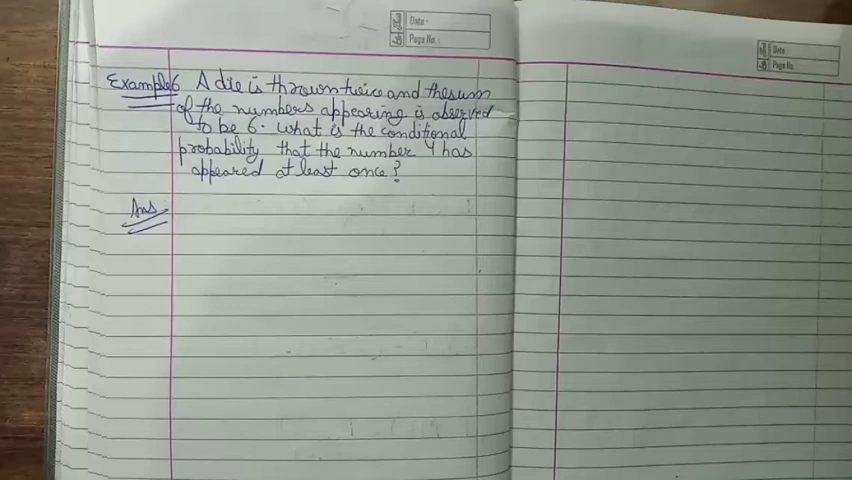 Date -
Page No. :
Date
Page No.
Example 6 A die is thrown twice and the sum
of the numbers appearing is observed
to be 6. What is the conditional
probability that the number 4 has
appeared at least once ?
Ans